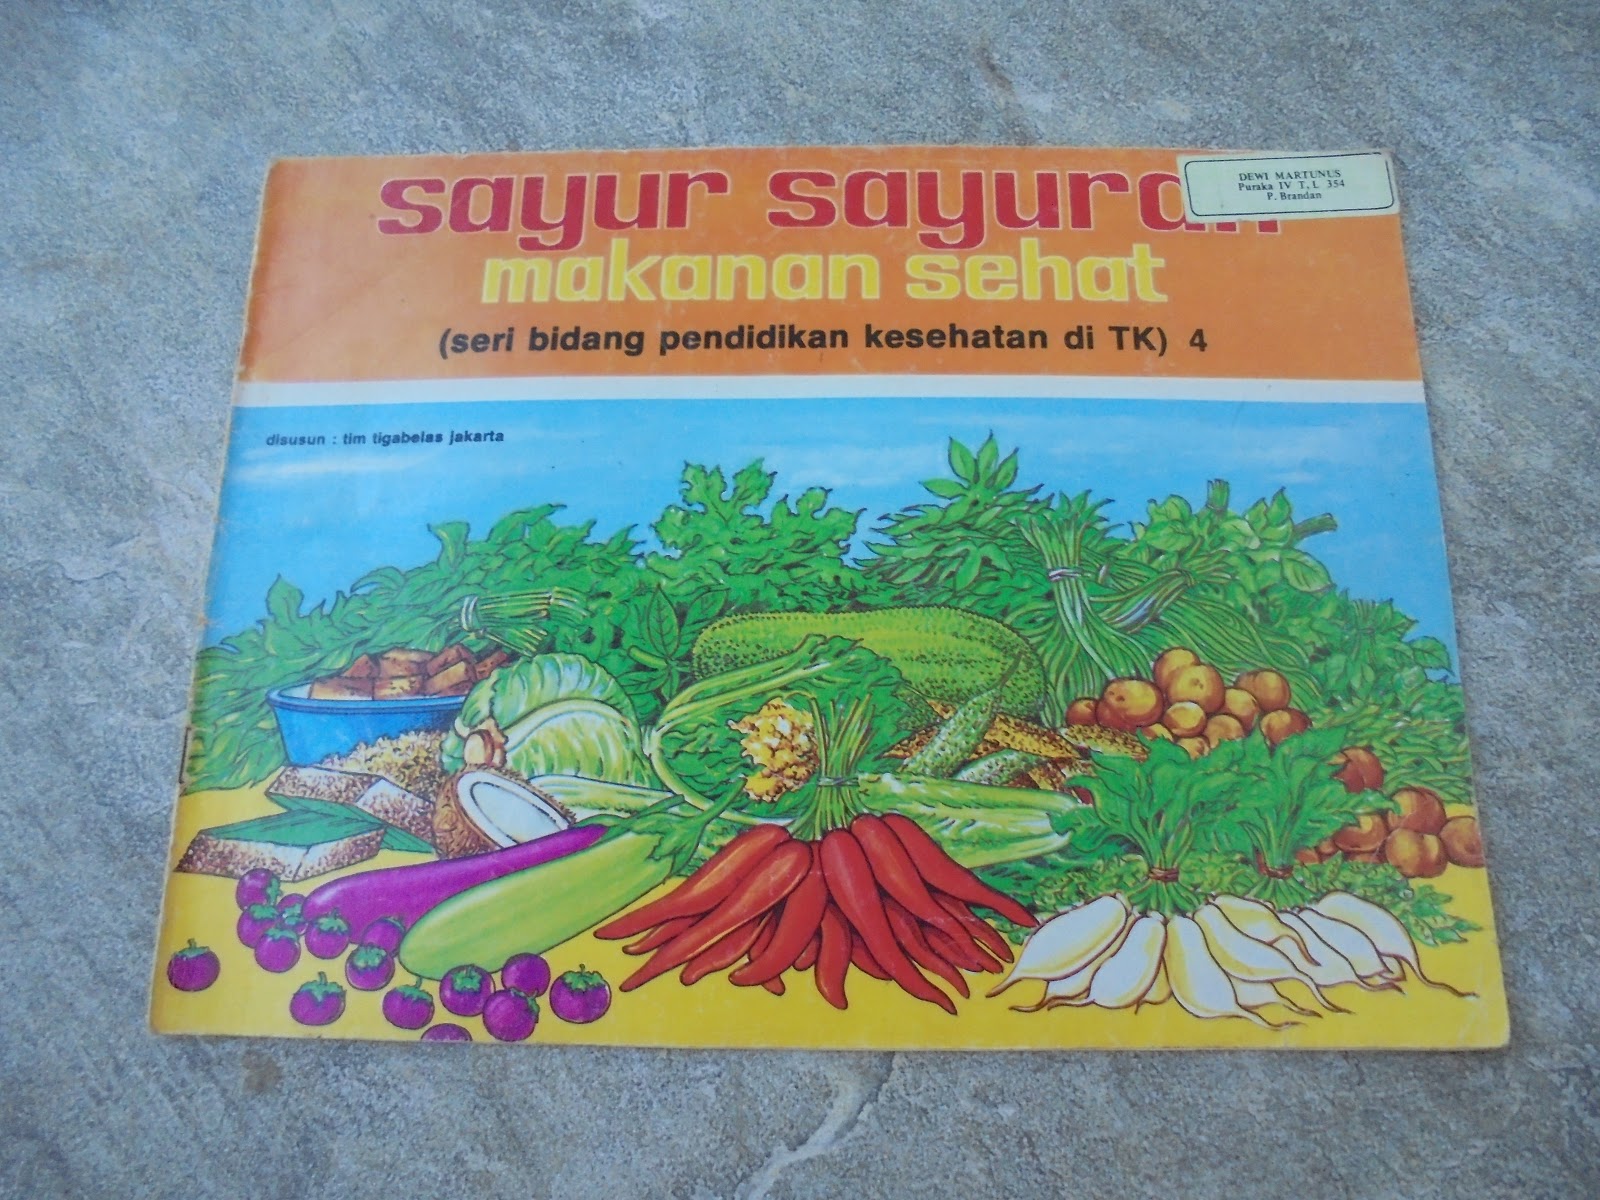 sayur sayuran
makanan sehat
(seri bidang pendidikan kesehatan di TK) 4
DEWI MARTUNUS
Puraka IV T, L 354
P. Brandan
disusun : tim tigabelas jakarta